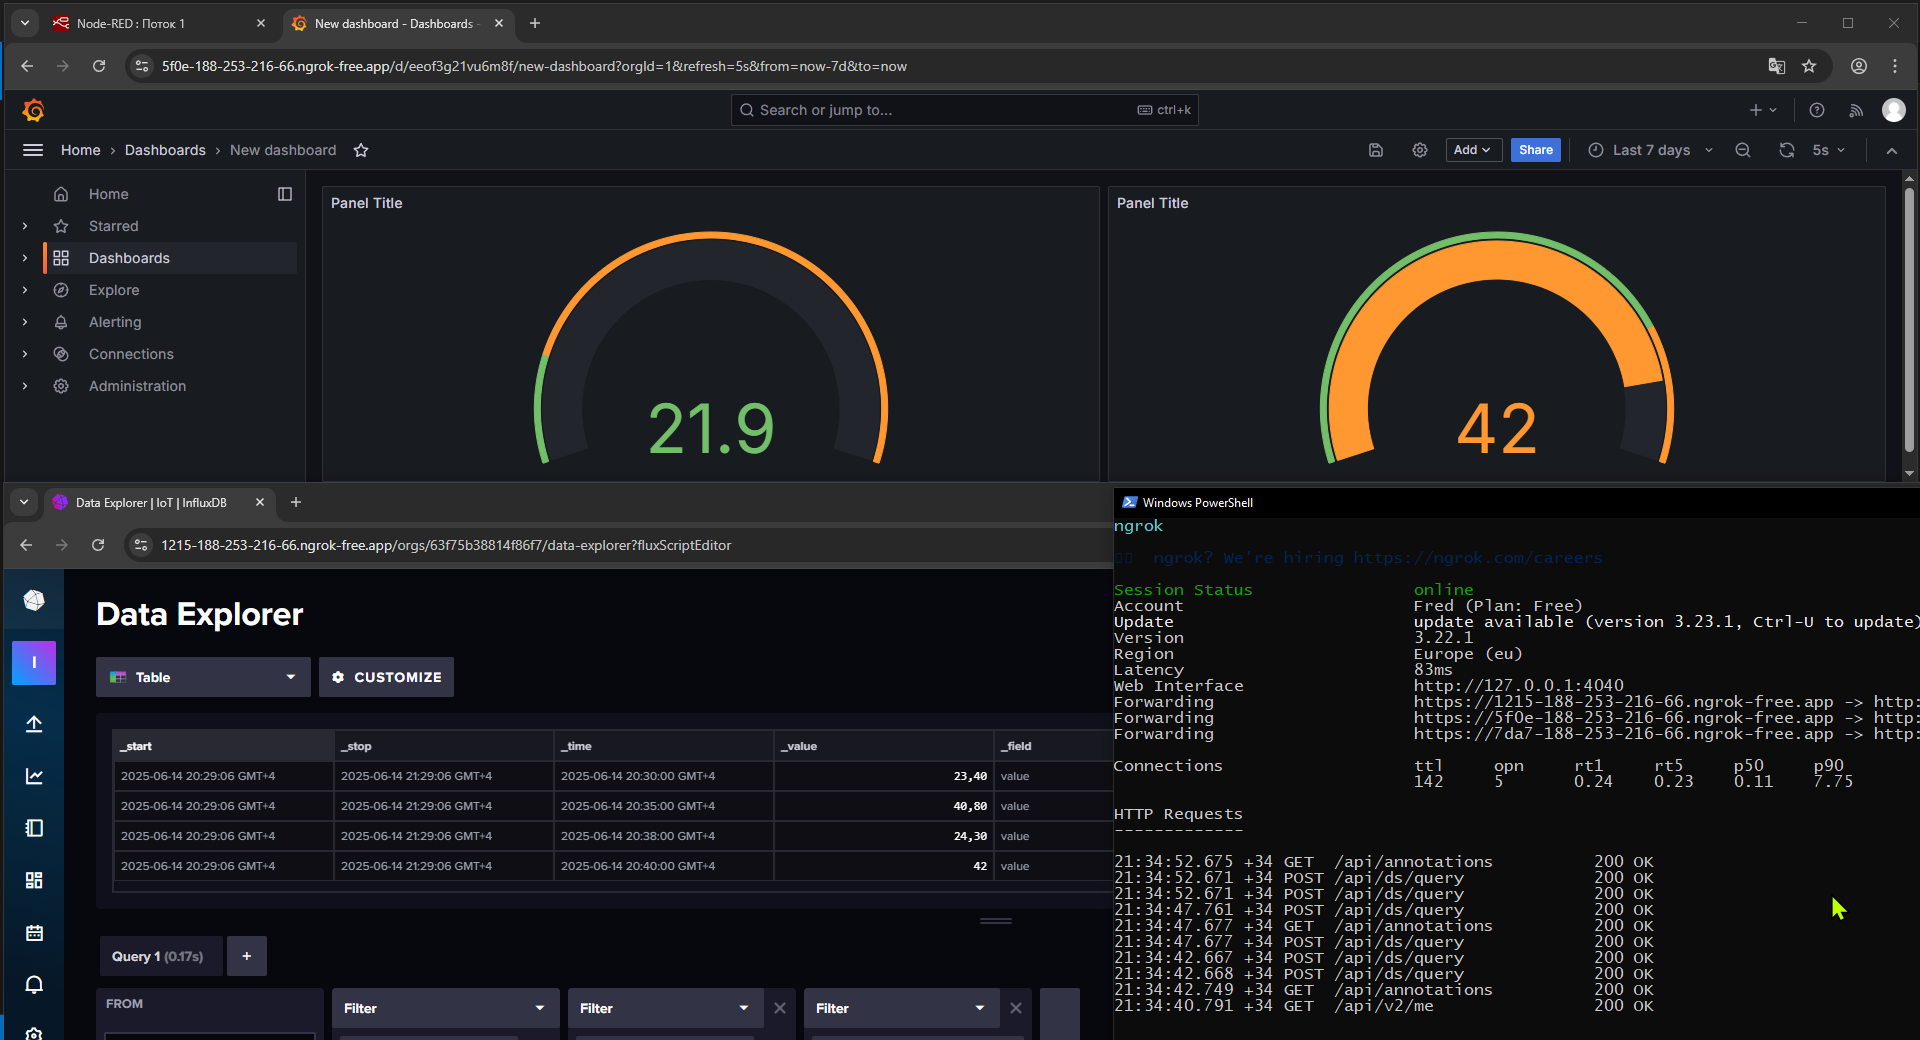 Node-RED : Поток 1
New dashboard - Dashboards -
5f0e-188-253-216-66.ngrok-free.app/d/eeof3g21vu6m8f/new-dashboard?orgId=1&refresh=5s&from=now-7d&to=now
Search or jump to...
ctrl+k
Home › Dashboards › New dashboard
Add
Share
Last 7 days
5s
Home
Starred
Dashboards
Explore
Alerting
Connections
Administration
Panel Title
21.9
Panel Title
42
Data Explorer | IoT | InfluxDB
1215-188-253-216-66.ngrok-free.app/orgs/63f75b38814f86f7/data-explorer?fluxScriptEditor
I
Data Explorer
Table
CUSTOMIZE
_start _stop _time _value _field
2025-06-14 20:29:06 GMT+4 2025-06-14 21:29:06 GMT+4 2025-06-14 20:30:00 GMT+4 23,40 value
2025-06-14 20:29:06 GMT+4 2025-06-14 21:29:06 GMT+4 2025-06-14 20:35:00 GMT+4 40,80 value
2025-06-14 20:29:06 GMT+4 2025-06-14 21:29:06 GMT+4 2025-06-14 20:38:00 GMT+4 24,30 value
2025-06-14 20:29:06 GMT+4 2025-06-14 21:29:06 GMT+4 2025-06-14 20:40:00 GMT+4 42 value
Query 1 (0.17s)
+
FROM
Filter
Filter
Filter
Windows PowerShell
ngrok
ngrok? We're hiring https://ngrok.com/careers
Session Status online
Account Fred (Plan: Free)
Update update available (version 3.23.1, Ctrl-U to update)
Version 3.22.1
Region Europe (eu)
Latency 83ms
Web Interface http://127.0.0.1:4040
Forwarding https://1215-188-253-216-66.ngrok-free.app -> http:
Forwarding https://5f0e-188-253-216-66.ngrok-free.app -> http:
Forwarding https://7da7-188-253-216-66.ngrok-free.app -> http:
Connections ttl opn rt1 rt5 p50 p90
142 5 0.24 0.23 0.11 7.75
HTTP Requests
-------------
21:34:52.675 +34 GET /api/annotations 200 OK
21:34:52.671 +34 POST /api/ds/query 200 OK
21:34:52.671 +34 POST /api/ds/query 200 OK
21:34:47.761 +34 POST /api/ds/query 200 OK
21:34:47.677 +34 GET /api/annotations 200 OK
21:34:47.677 +34 POST /api/ds/query 200 OK
21:34:42.667 +34 POST /api/ds/query 200 OK
21:34:42.668 +34 POST /api/ds/query 200 OK
21:34:42.749 +34 GET /api/annotations 200 OK
21:34:40.791 +34 GET /api/v2/me 200 OK